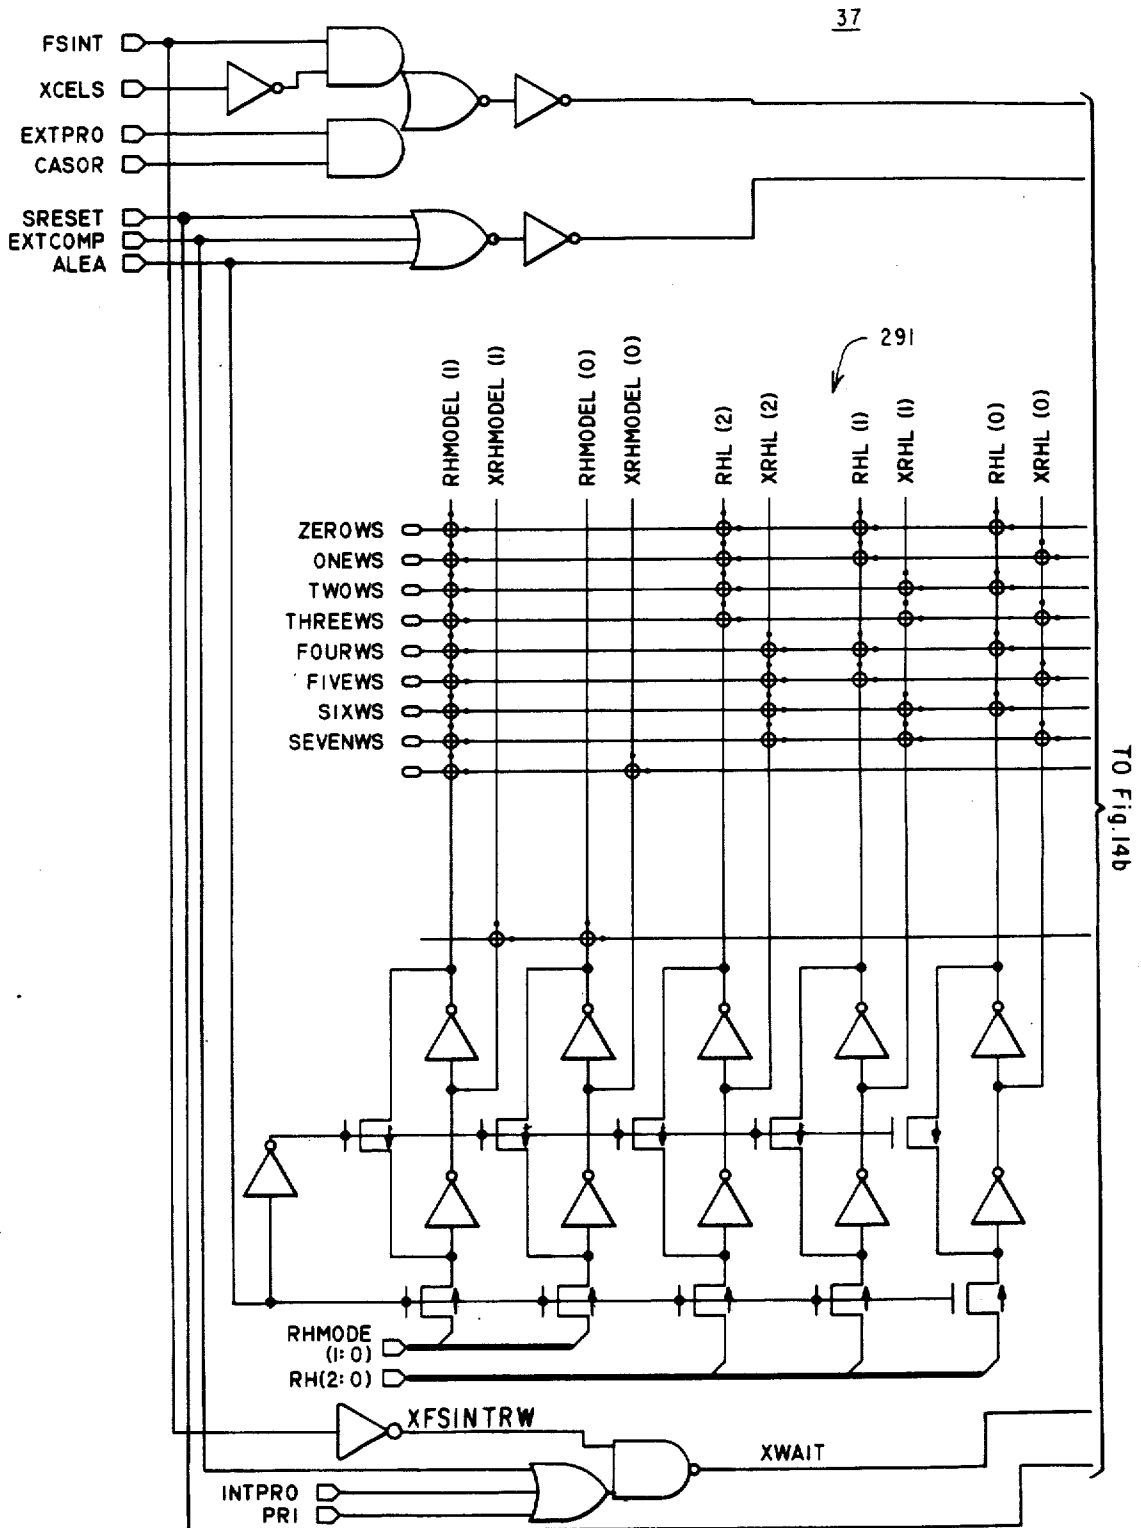 37
FSINT
XCELS
EXTPRO
CASOR
SRESET
EXTCOMP
ALEA
291
RHMODEL (1)
XRHMODEL (1)
RHMODEL (0)
XRHMODEL (0)
RHL (2)
XRHL (2)
RHL (1)
XRHL (1)
RHL (0)
XRHL (0)
ZEROWS
ONEWS
TWOWS
THREEWS
FOURWS
FIVEWS
SIXWS
SEVENWS
TO Fig.14b
RHMODE
(1:0)
RH(2:0)
XFSINTRW
XWAIT
INTPRO
PRI